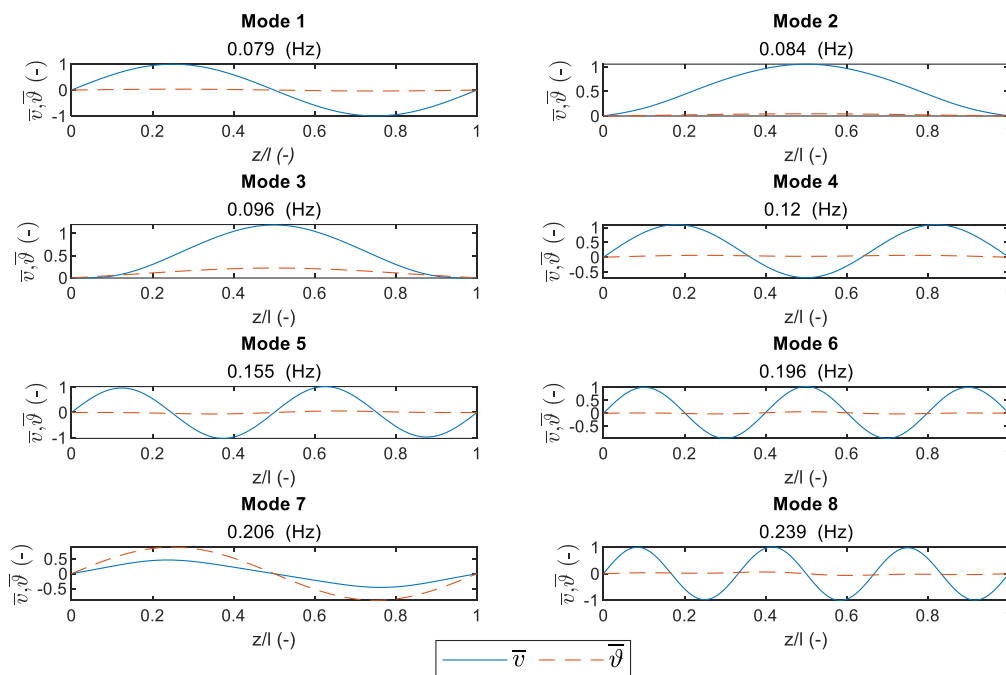 Mode 1
0.079 (Hz)
v̅,ϑ̅ (-)
1
0
-1
0 0.2 0.4 0.6 0.8 1
z/l (-)
Mode 2
0.084 (Hz)
v̅,ϑ̅ (-)
1
0.5
0
0 0.2 0.4 0.6 0.8 1
z/l (-)
Mode 3
0.096 (Hz)
v̅,ϑ̅ (-)
1
0.5
0
0 0.2 0.4 0.6 0.8 1
z/l (-)
Mode 4
0.12 (Hz)
v̅,ϑ̅ (-)
1
0.5
0
-0.5
0 0.2 0.4 0.6 0.8 1
z/l (-)
Mode 5
0.155 (Hz)
v̅,ϑ̅ (-)
1
0
-1
0 0.2 0.4 0.6 0.8 1
z/l (-)
Mode 6
0.196 (Hz)
v̅,ϑ̅ (-)
1
0.5
0
-0.5
0 0.2 0.4 0.6 0.8
z/l (-)
Mode 7
0.206 (Hz)
v̅,ϑ̅ (-)
0.5
0
-0.5
0 0.2 0.4 0.6 0.8 1
z/l (-)
Mode 8
0.239 (Hz)
v̅,ϑ̅ (-)
1
0
-1
0 0.2 0.4 0.6 0.8 1
z/l (-)
v̅ ϑ̅